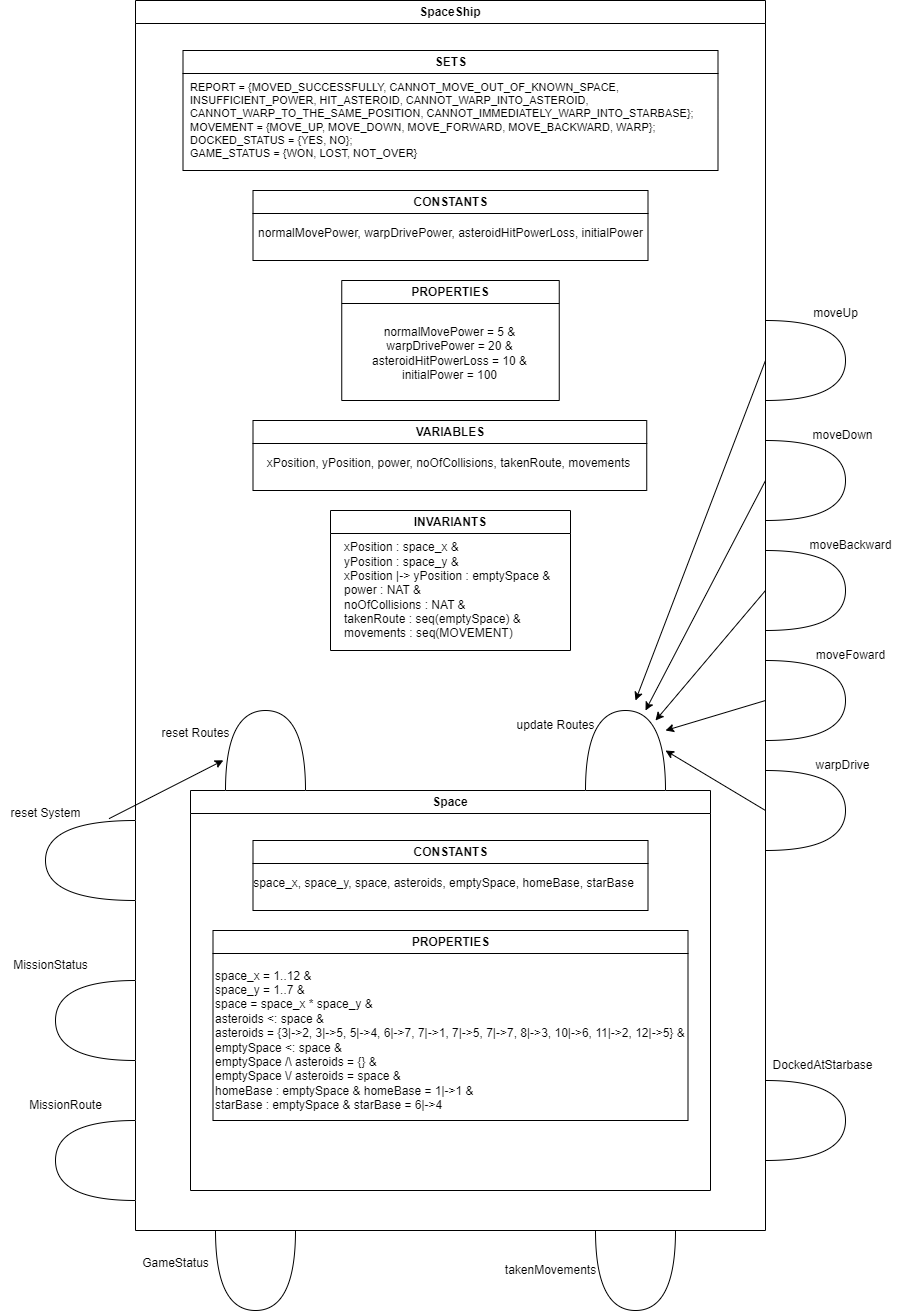 SpaceShip
SETS
REPORT = {MOVED_SUCCESSFULLY, CANNOT_MOVE_OUT_OF_KNOWN_SPACE,
INSUFFICIENT_POWER, HIT_ASTEROID, CANNOT_WARP_INTO_ASTEROID,
CANNOT_WARP_TO_THE_SAME_POSITION, CANNOT_IMMEDIATELY_WARP_INTO_STARBASE};
MOVEMENT = {MOVE_UP, MOVE_DOWN, MOVE_FORWARD, MOVE_BACKWARD, WARP};
DOCKED_STATUS = {YES, NO};
GAME_STATUS = {WON, LOST, NOT_OVER}
CONSTANTS
normalMovePower, warpDrivePower, asteroidHitPowerLoss, initialPower
PROPERTIES
normalMovePower = 5 &
warpDrivePower = 20 &
asteroidHitPowerLoss = 10 &
initialPower = 100
VARIABLES
xPosition, yPosition, power, noOfCollisions, takenRoute, movements
INVARIANTS
xPosition : space_x &
yPosition : space_y &
xPosition |-> yPosition : emptySpace &
power : NAT &
noOfCollisions : NAT &
takenRoute : seq(emptySpace) &
movements : seq(MOVEMENT)
moveUp
moveDown
moveBackward
moveFoward
warpDrive
reset Routes
update Routes
reset System
Space
CONSTANTS
space_x, space_y, space, asteroids, emptySpace, homeBase, starBase
PROPERTIES
space_x = 1..12 &
space_y = 1..7 &
space = space_x * space_y &
asteroids <: space &
asteroids = {3|->2, 3|->5, 5|->4, 6|->7, 7|->1, 7|->5, 7|->7, 8|->3, 10|->6, 11|->2, 12|->5} &
emptySpace <: space &
emptySpace /\ asteroids = {} &
emptySpace \/ asteroids = space &
homeBase : emptySpace & homeBase = 1|->1 &
starBase : emptySpace & starBase = 6|->4
MissionStatus
MissionRoute
DockedAtStarbase
GameStatus
takenMovements